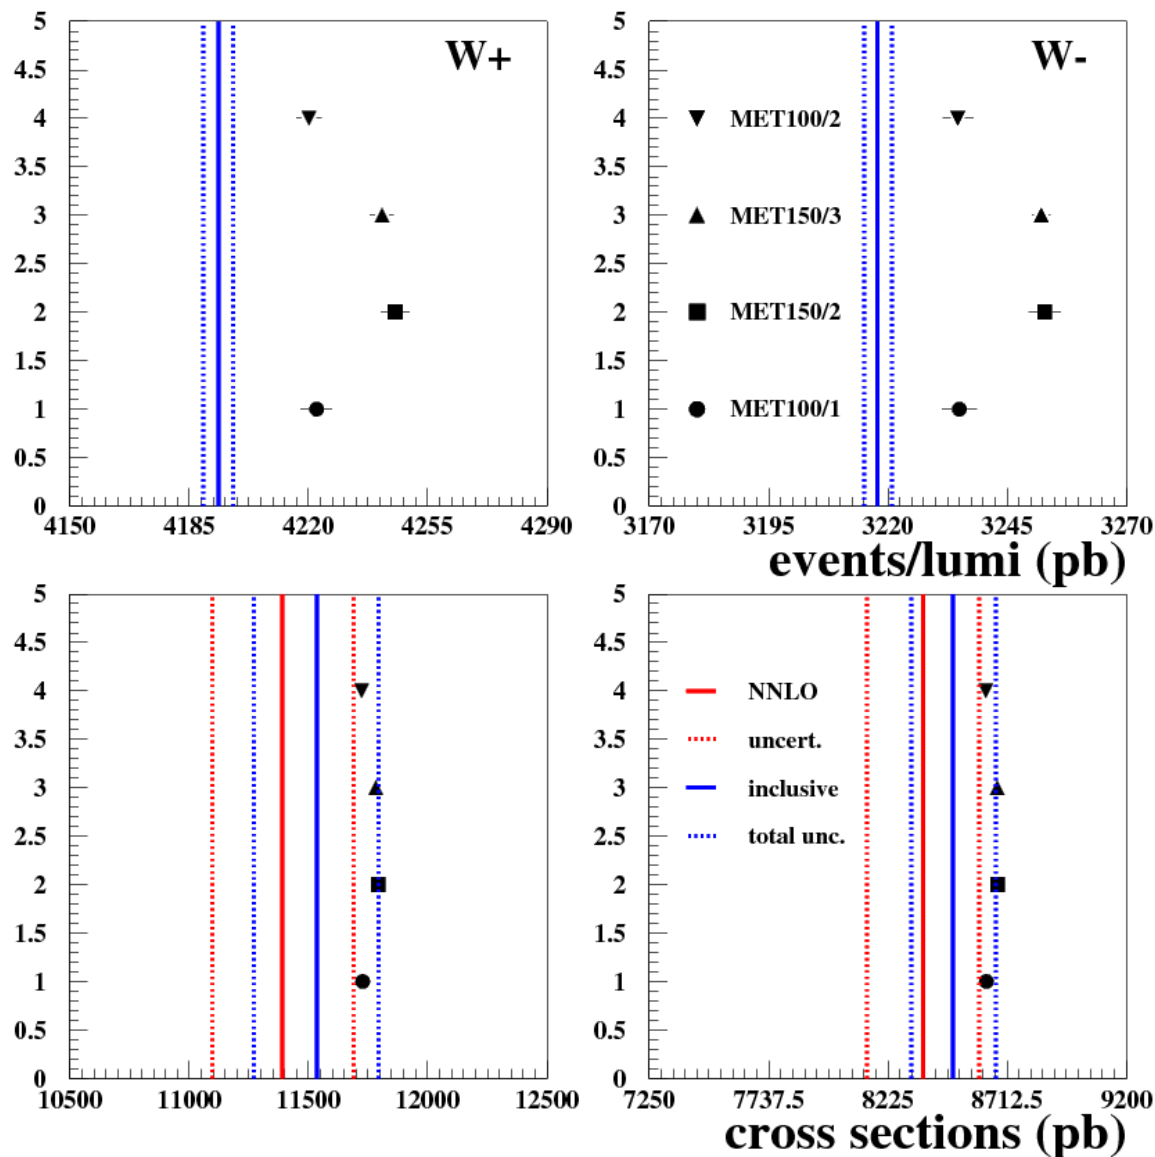 5
W+
4.5
4
3.5
3
2.5
2
1.5
1
0.5
0
4150 4185 4220 4255 4290
5
W-
4.5
4
MET100/2
3.5
3
MET150/3
2.5
2
MET150/2
1.5
1
MET100/1
0.5
0
3170 3195 3220 3245 3270
events/lumi (pb)
5
4.5
4
3.5
3
2.5
2
1.5
1
0.5
0
10500 11000 11500 12000 12500
5
4.5
4
NNLO
3.5
uncert.
3
inclusive
2.5
total unc.
2
1.5
1
0.5
0
7250 7737.5 8225 8712.5 9200
cross sections (pb)